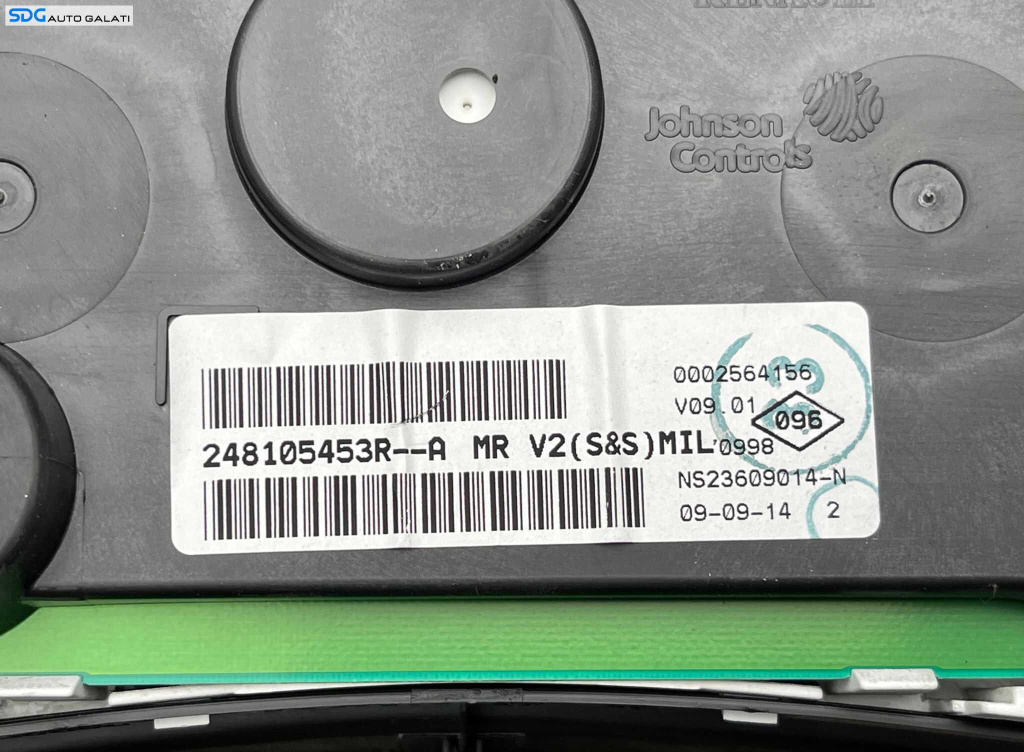 SDG AUTO GALATI
Johnson
Controls
0002564156
V09.01
096
248105453R--A MR V2(S&S)MIL'0998
NS23609014-N
09-09-14 2